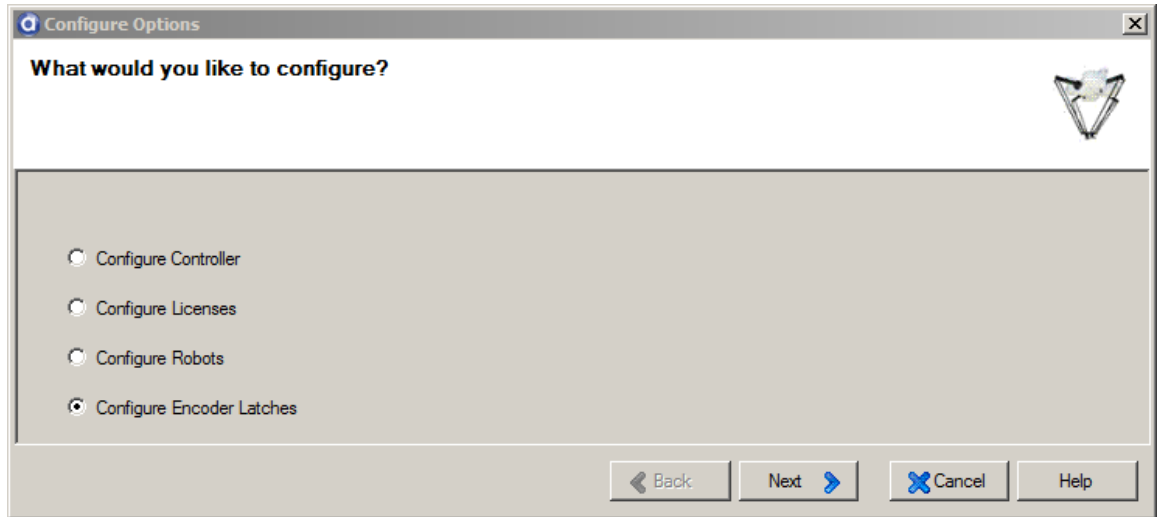 Configure Options
What would you like to configure?
Configure Controller
Configure Licenses
Configure Robots
Configure Encoder Latches
Back Next Cancel Help